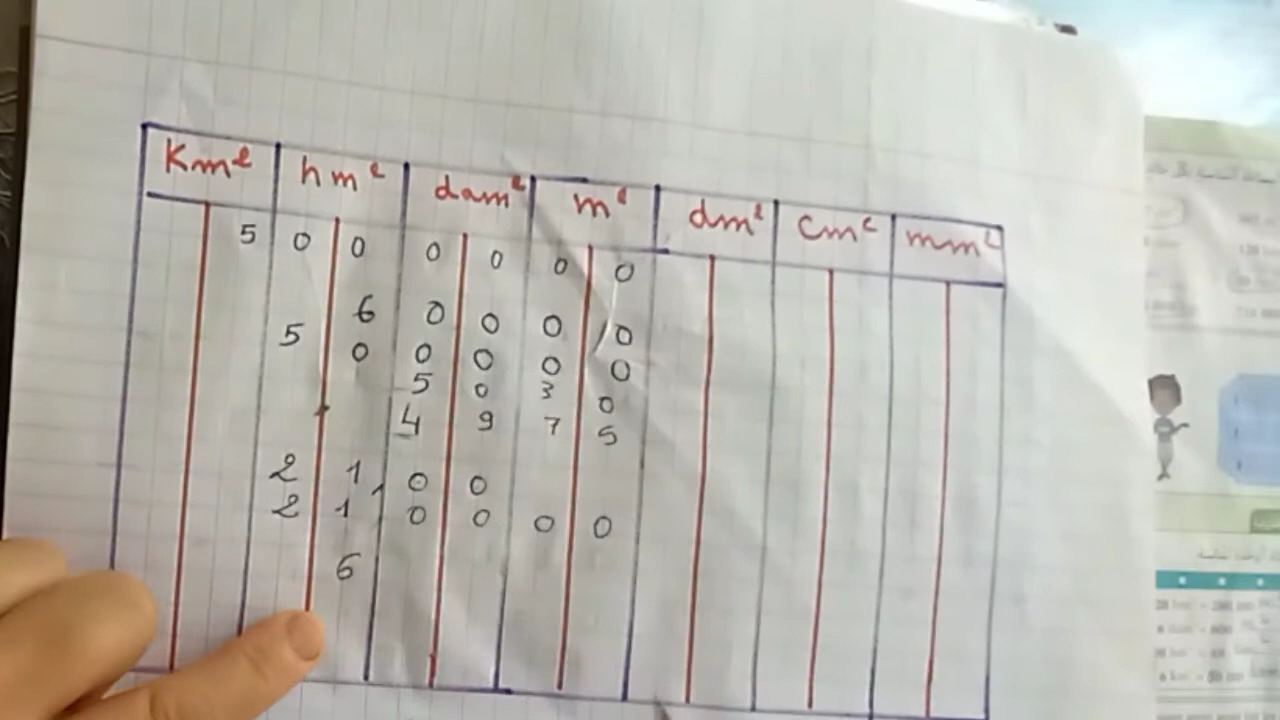 Km² hm² dam² m² dm² cm² mm²
5 0 0 0 0 0 0
6 0 0 0 0
5 0 0 0 0 0
5 0 3 0
4 9 7 5
2 1, 0 0
2 1 0 0 0 0
6